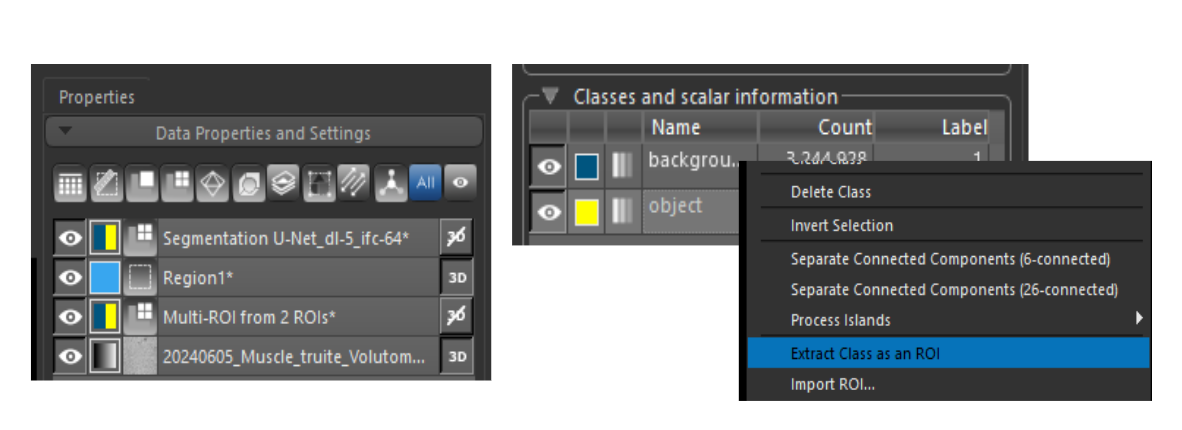 Properties
Data Properties and Settings
All
Segmentation U-Net_dl-5_ifc-64*
Region1*
3D
Multi-ROI from 2 ROIs*
20240605_Muscle_truite_Volutom...
3D
Classes and scalar information
Name Count Label
backgrou... 3,244,928 1
object
Delete Class
Invert Selection
Separate Connected Components (6-connected)
Separate Connected Components (26-connected)
Process Islands
Extract Class as an ROI
Import ROI...